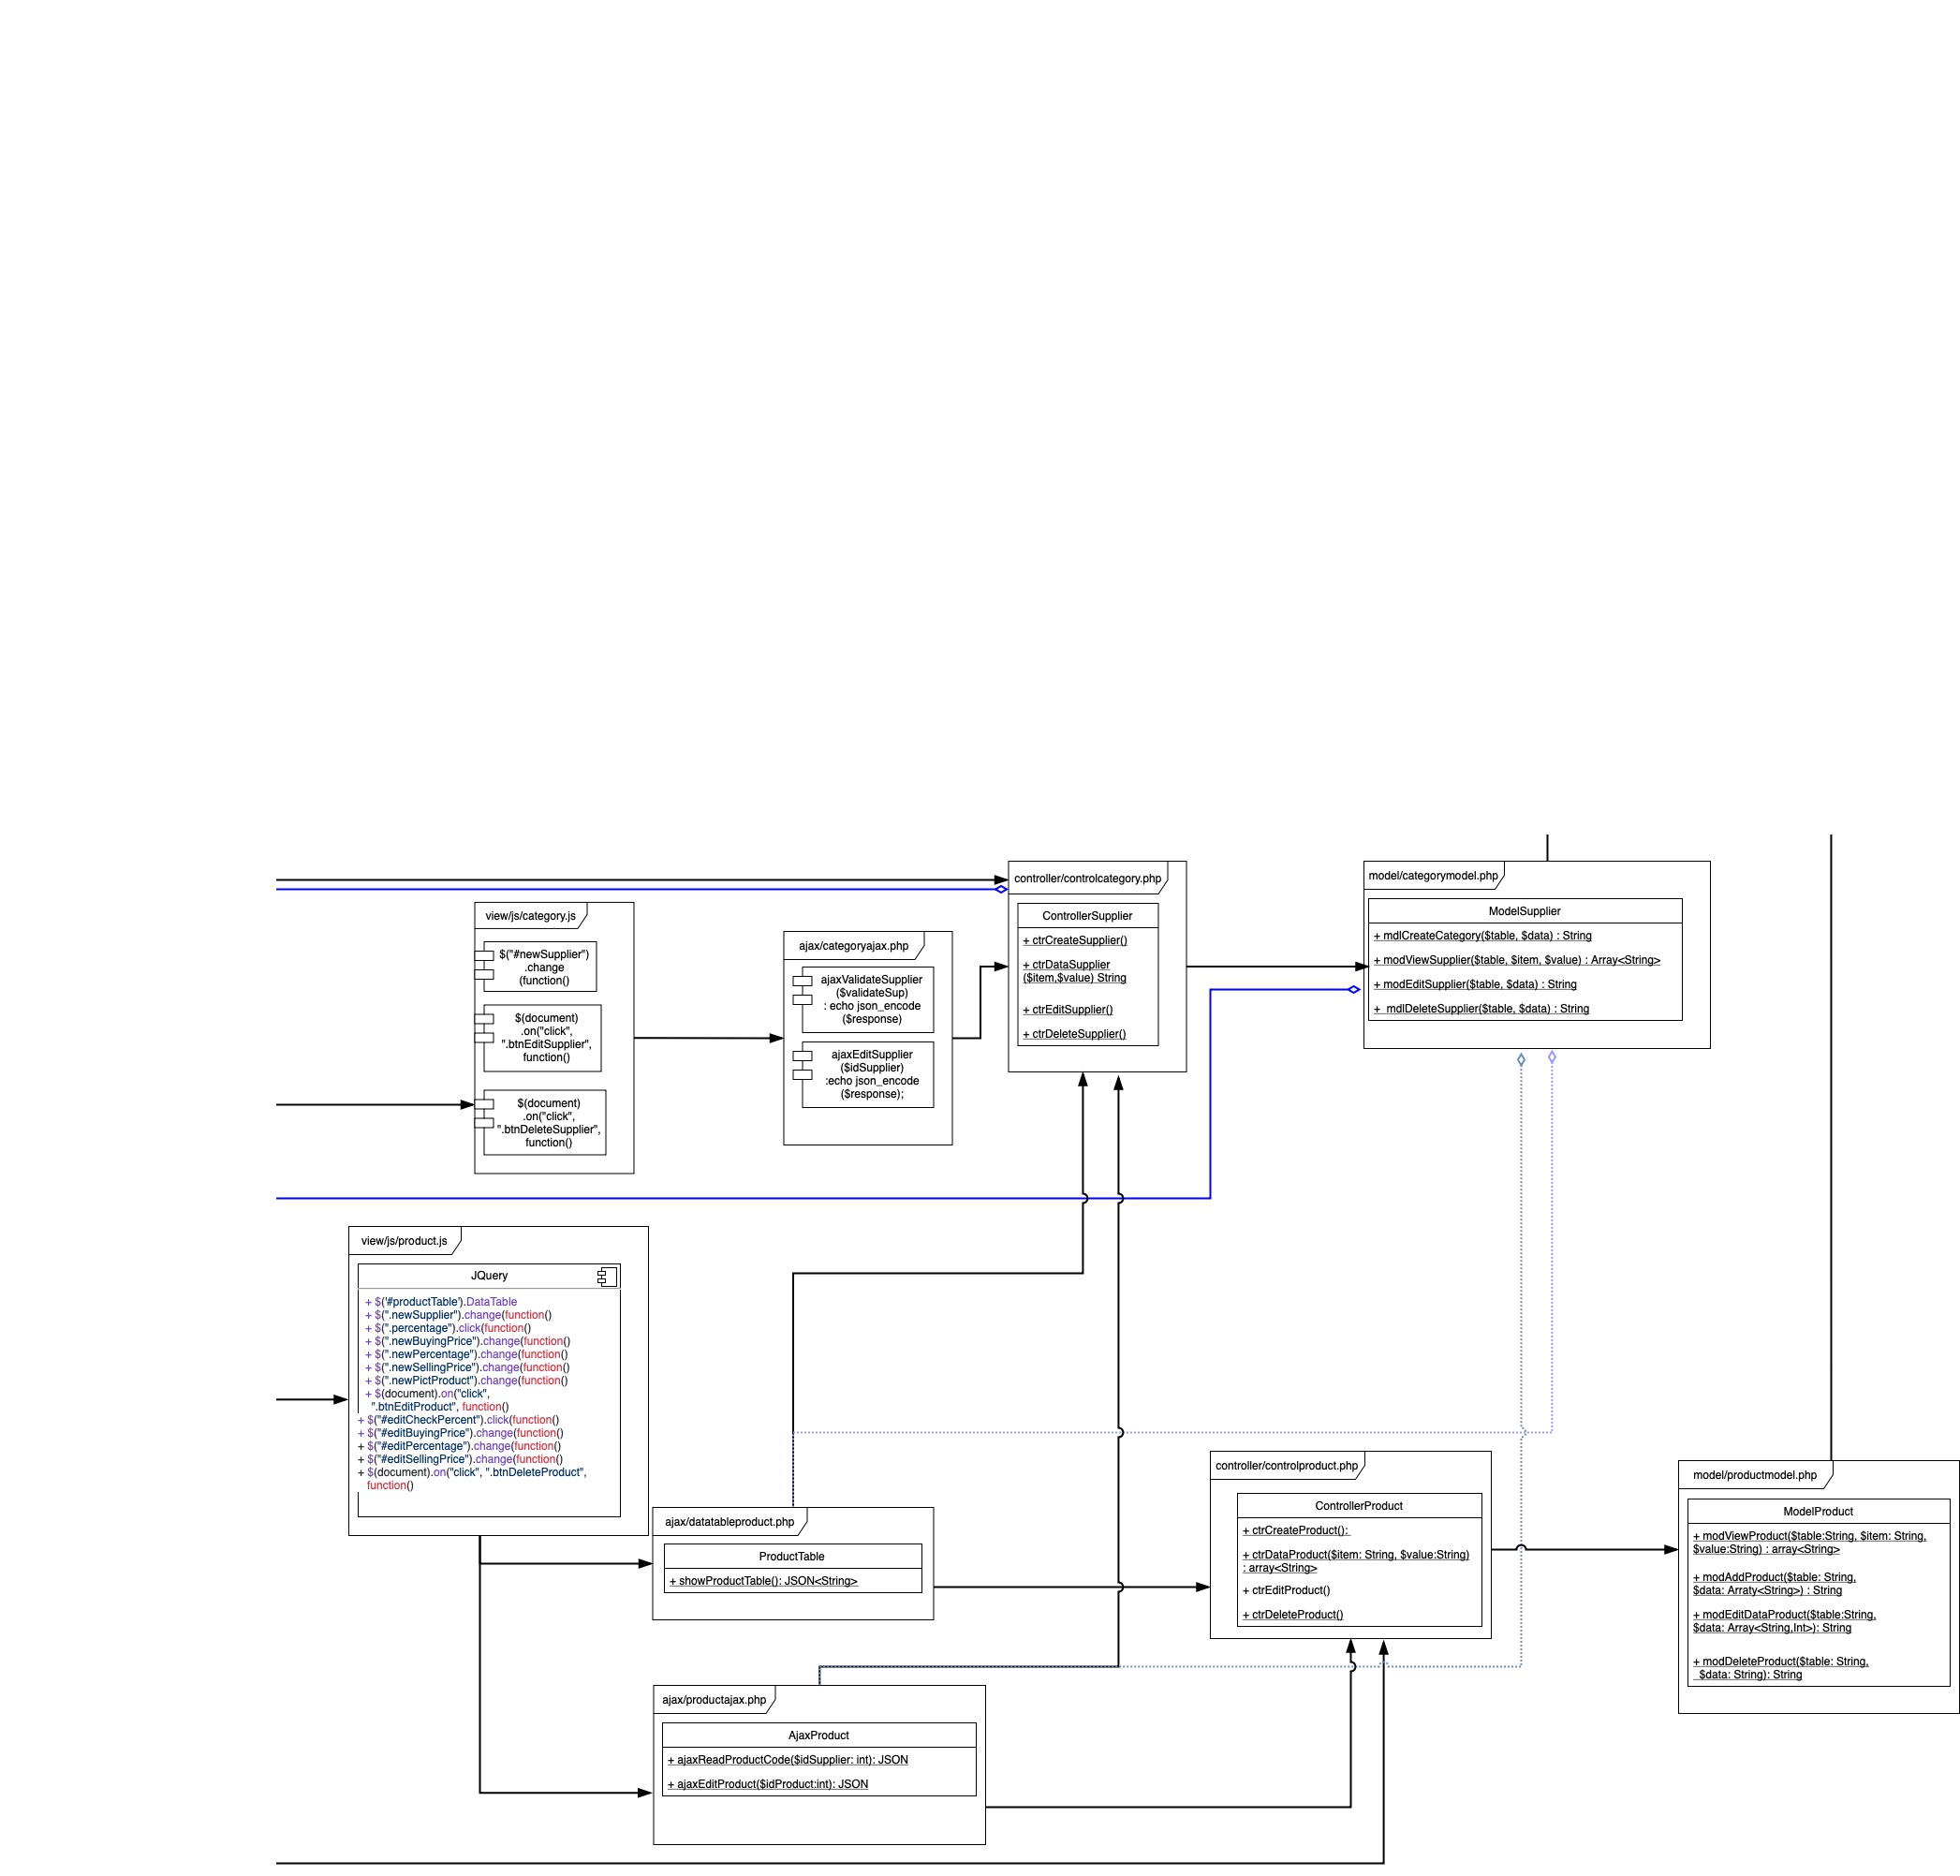 controller/controlcategory.php
ControllerSupplier
+ ctrCreateSupplier()
+ ctrDataSupplier
($item,$value) String
+ ctrEditSupplier()
+ ctrDeleteSupplier()
model/categorymodel.php
ModelSupplier
+ mdlCreateCategory($table, $data) : String
+ modViewSupplier($table, $item, $value) : Array<String>
+ modEditSupplier($table, $data) : String
+  mdlDeleteSupplier($table, $data) : String
view/js/category.js
$("#newSupplier")
.change
(function()
$(document)
.on("click",
".btnEditSupplier",
function()
$(document)
.on("click",
".btnDeleteSupplier",
function()
ajax/categoryajax.php
ajaxValidateSupplier
($validateSup)
: echo json_encode
($response)
ajaxEditSupplier
($idSupplier)
:echo json_encode
($response);
view/js/product.js
JQuery
+ $('#productTable').DataTable
+ $(".newSupplier").change(function()
+ $(".percentage").click(function()
+ $(".newBuyingPrice").change(function()
+ $(".newPercentage").change(function()
+ $(".newSellingPrice").change(function()
+ $(".newPictProduct").change(function()
+ $(document).on("click",
".btnEditProduct", function()
+ $("#editCheckPercent").click(function()
+ $("#editBuyingPrice").change(function()
+ $("#editPercentage").change(function()
+ $("#editSellingPrice").change(function()
+ $(document).on("click", ".btnDeleteProduct",
function()
ajax/datatableproduct.php
ProductTable
+ showProductTable(): JSON<String>
controller/controlproduct.php
ControllerProduct
+ ctrCreateProduct():
+ ctrDataProduct($item: String, $value:String)
: array<String>
+ ctrEditProduct()
+ ctrDeleteProduct()
model/productmodel.php
ModelProduct
+ modViewProduct($table:String, $item: String,
$value:String) : array<String>
+ modAddProduct($table: String,
$data: Arraty<String>) : String
+ modEditDataProduct($table:String,
$data: Array<String,Int>): String
+ modDeleteProduct($table: String,
$data: String): String
ajax/productajax.php
AjaxProduct
+ ajaxReadProductCode($idSupplier: int): JSON
+ ajaxEditProduct($idProduct:int): JSON